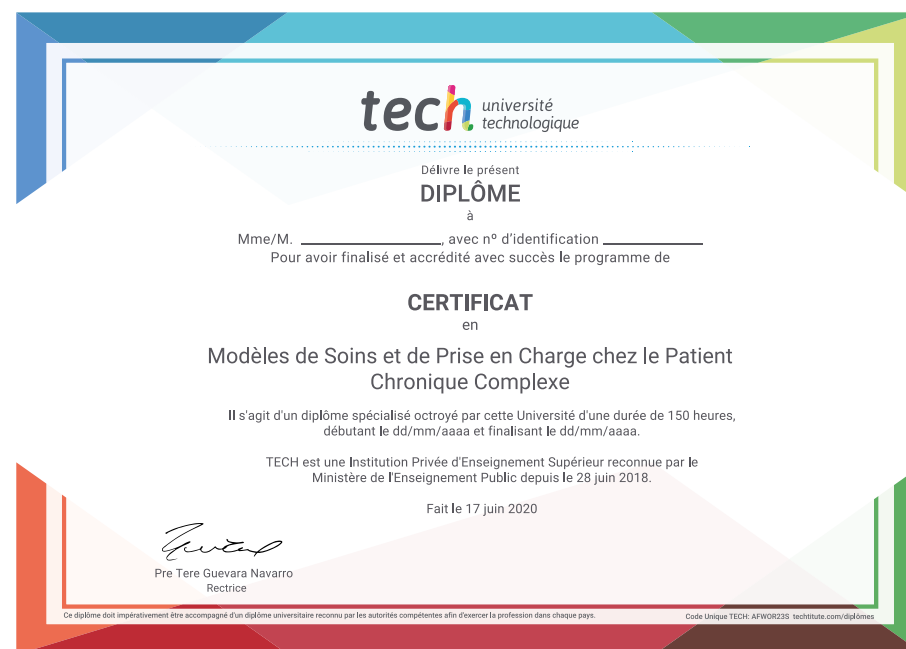 tech université
technologique
Délivre le présent
DIPLÔME
à
Mme/M. ____________________, avec nº d'identification ______________
Pour avoir finalisé et accrédité avec succès le programme de
CERTIFICAT
en
Modèles de Soins et de Prise en Charge chez le Patient
Chronique Complexe
Il s'agit d'un diplôme spécialisé octroyé par cette Université d'une durée de 150 heures,
débutant le dd/mm/aaaa et finalisant le dd/mm/aaaa.
TECH est une Institution Privée d'Enseignement Supérieur reconnue par le
Ministère de l'Enseignement Public depuis le 28 juin 2018.
Fait le 17 juin 2020
Pre Tere Guevara Navarro
Rectrice
Ce diplôme doit impérativement être accompagné d'un diplôme universitaire reconnu par les autorités compétentes afin d'exercer la profession dans chaque pays.
Code Unique TECH: AFWOR23S techtitute.com/diplômes